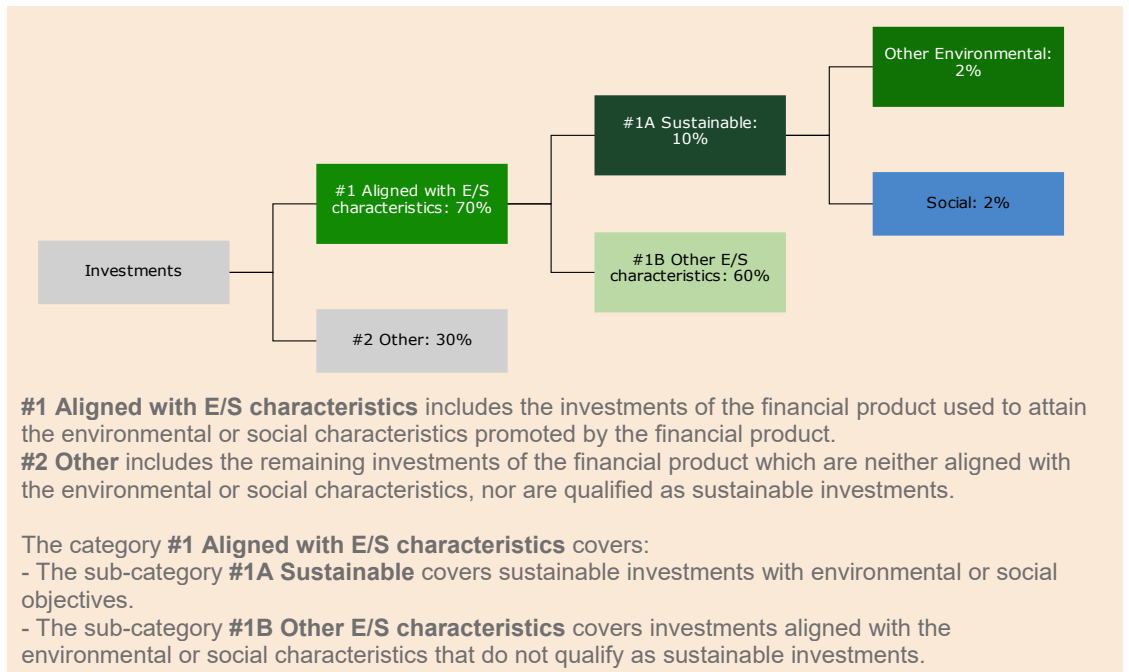 Other Environmental:
2%
#1A Sustainable:
10%
#1 Aligned with E/S
characteristics: 70%
Social: 2%
Investments
#1B Other E/S
characteristics: 60%
#2 Other: 30%
#1 Aligned with E/S characteristics includes the investments of the financial product used to attain
the environmental or social characteristics promoted by the financial product.
#2 Other includes the remaining investments of the financial product which are neither aligned with
the environmental or social characteristics, nor are qualified as sustainable investments.
The category #1 Aligned with E/S characteristics covers:
- The sub-category #1A Sustainable covers sustainable investments with environmental or social
objectives.
- The sub-category #1B Other E/S characteristics covers investments aligned with the
environmental or social characteristics that do not qualify as sustainable investments.